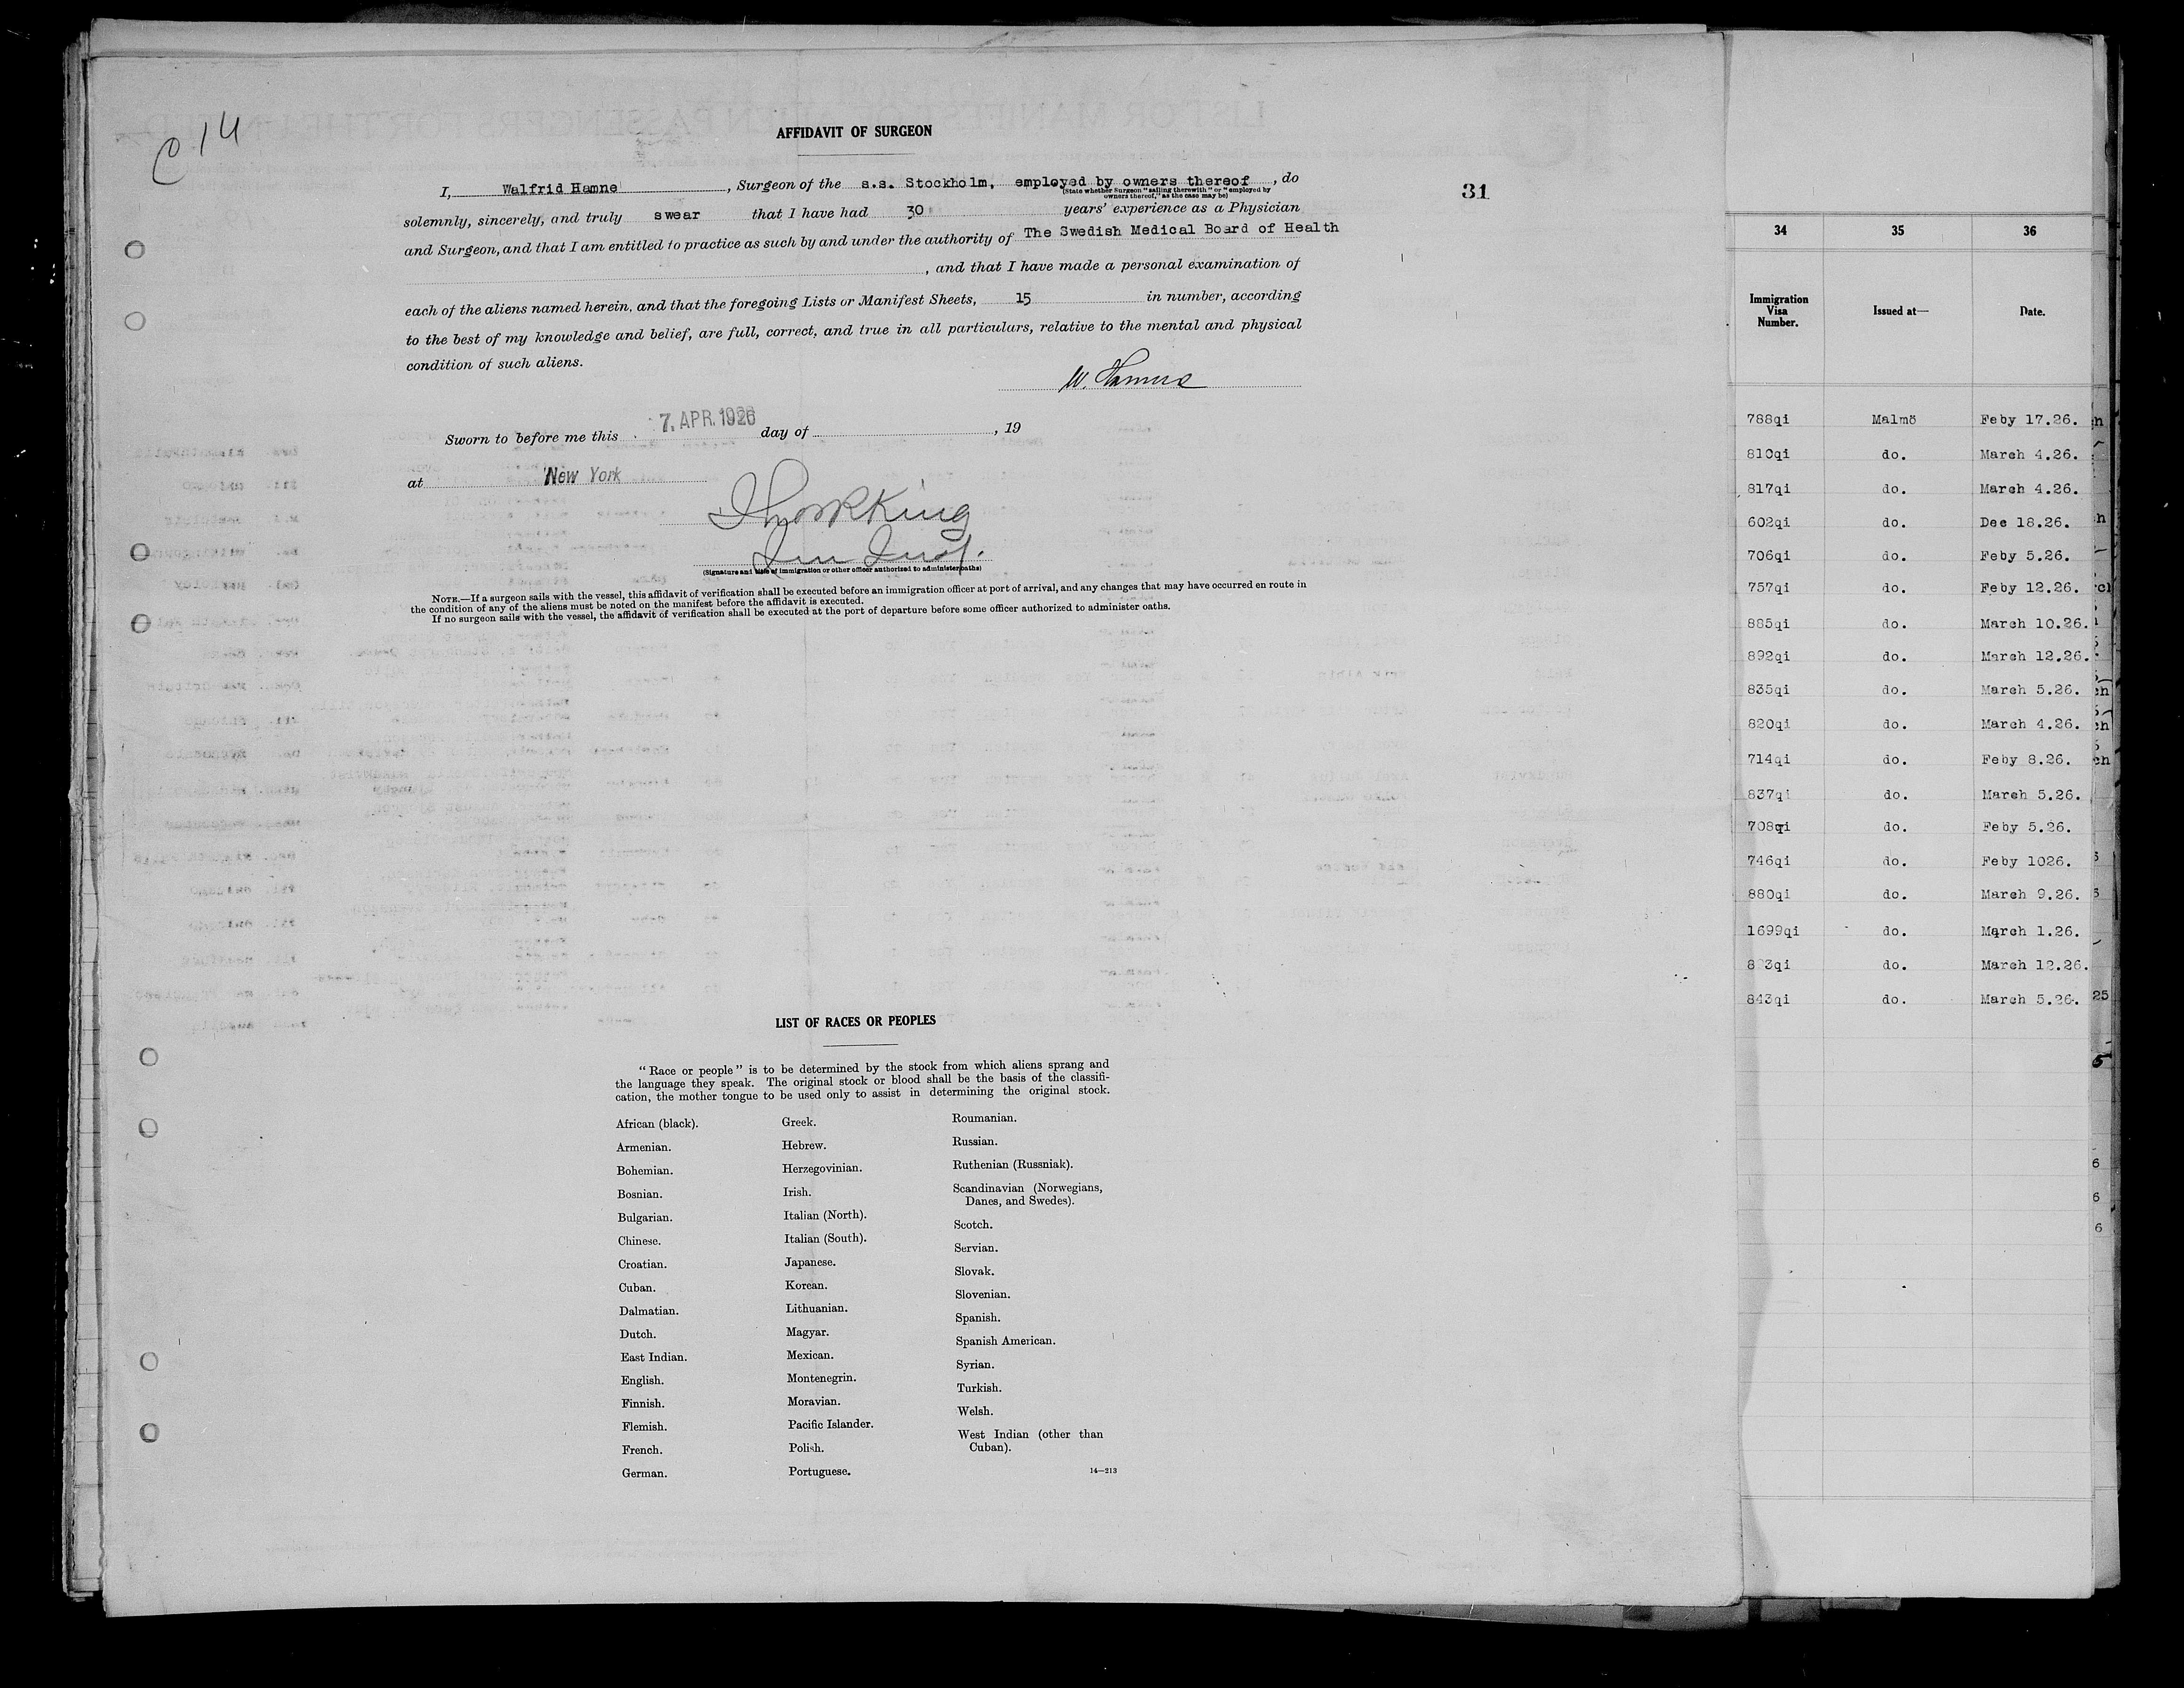 C 14
AFFIDAVIT OF SURGEON
31
I, Walfrid Hamne, Surgeon of the s.s. Stockholm, employed by owners thereof, do
(State whether Surgeon "sailing therewith" or "employed by
owners thereof," as the case may be)
solemnly, sincerely, and truly swear that I have had 30 years' experience as a Physician
and Surgeon, and that I am entitled to practice as such by and under the authority of The Swedish Medical Board of Health
, and that I have made a personal examination of
each of the aliens named herein, and that the foregoing Lists or Manifest Sheets, 15 in number, according
to the best of my knowledge and belief, are full, correct, and true in all particulars, relative to the mental and physical
condition of such aliens.
W. Hamne
Sworn to before me this 7. APR. 1926 day of , 19
at New York
King
(Signature and title of immigration or other officer authorized to administer oaths)
NOTE.—If a surgeon sails with the vessel, this affidavit of verification shall be executed before an immigration officer at port of arrival, and any changes that may have occurred en route in
the condition of any of the aliens must be noted on the manifest before the affidavit is executed.
If no surgeon sails with the vessel, the affidavit of verification shall be executed at the port of departure before some officer authorized to administer oaths.
LIST OF RACES OR PEOPLES
"Race or people" is to be determined by the stock from which aliens sprang and
the language they speak. The original stock or blood shall be the basis of the classifi-
cation, the mother tongue to be used only to assist in determining the original stock.
African (black).
Armenian.
Bohemian.
Bosnian.
Bulgarian.
Chinese.
Croatian.
Cuban.
Dalmatian.
Dutch.
East Indian.
English.
Finnish.
Flemish.
French.
German.
Greek.
Hebrew.
Herzegovinian.
Irish.
Italian (North).
Italian (South).
Japanese.
Korean.
Lithuanian.
Magyar.
Mexican.
Montenegrin.
Moravian.
Pacific Islander.
Polish.
Portuguese.
Roumanian.
Russian.
Ruthenian (Russniak).
Scandinavian (Norwegians,
Danes, and Swedes).
Scotch.
Servian.
Slovak.
Slovenian.
Spanish.
Spanish American.
Syrian.
Turkish.
Welsh.
West Indian (other than
Cuban).
14—213
34 35 36
Immigration
Visa
Number.
Issued at—
Date.
788qi Malmö Feby 17.26.
810qi do. March 4.26.
817qi do. March 4.26.
602qi do. Dec 18.26.
706qi do. Feby 5.26.
757qi do. Feby 12.26.
885qi do. March 10.26.
892qi do. March 12.26.
835qi do. March 5.26.
820qi do. March 4.26.
714qi do. Feby 8.26.
837qi do. March 5.26.
708qi do. Feby 5.26.
746qi do. Feby 1026.
880qi do. March 9.26.
1699qi do. March 1.26.
do. March 12.26.
843qi do. March 5.26.